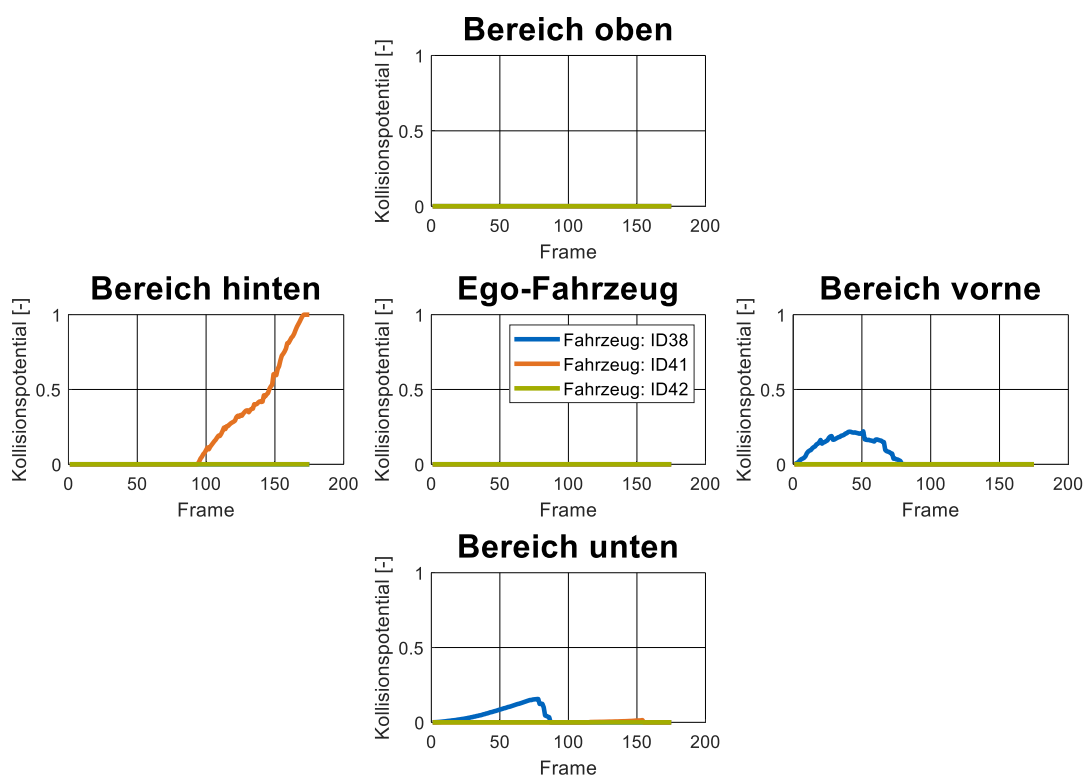 Bereich oben
Kollisionspotential [-]
1
0.5
0
0 50 100 150 200
Frame
Bereich hinten
Kollisionspotential [-]
1
0.5
0
0 50 100 150 200
Frame
Ego-Fahrzeug
Kollisionspotential [-]
1
0.5
0
Fahrzeug: ID38
Fahrzeug: ID41
Fahrzeug: ID42
0 50 100 150 200
Frame
Bereich vorne
Kollisionspotential [-]
1
0.5
0
0 50 100 150 200
Frame
Bereich unten
Kollisionspotential [-]
1
0.5
0
0 50 100 150 200
Frame